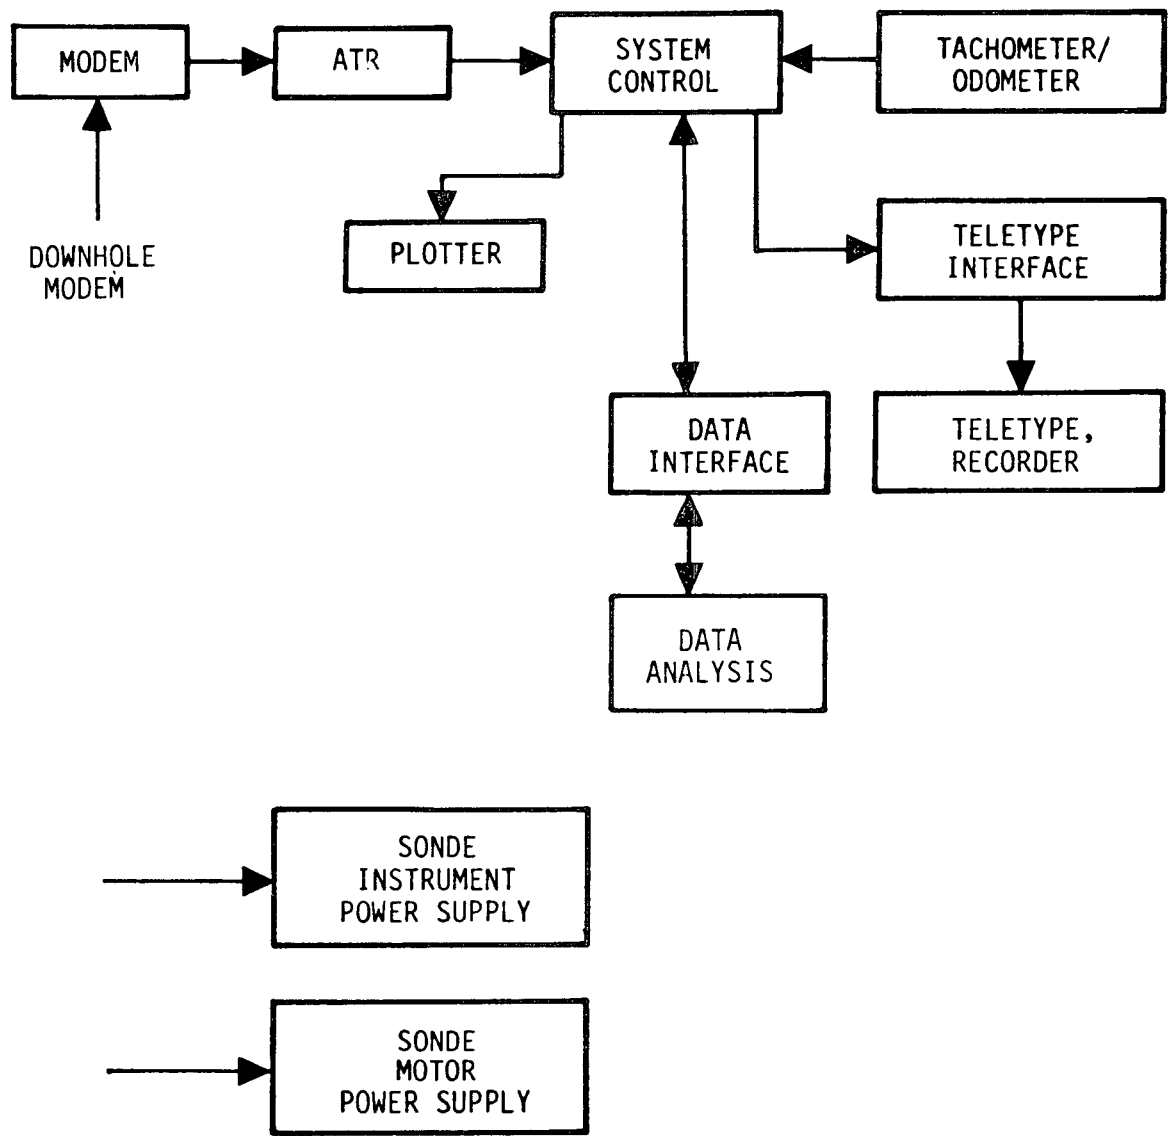 MODEM
ATR
SYSTEM
CONTROL
TACHOMETER/
ODOMETER
DOWNHOLE
MODEM
PLOTTER
TELETYPE
INTERFACE
DATA
INTERFACE
TELETYPE,
RECORDER
DATA
ANALYSIS
SONDE
INSTRUMENT
POWER SUPPLY
SONDE
MOTOR
POWER SUPPLY